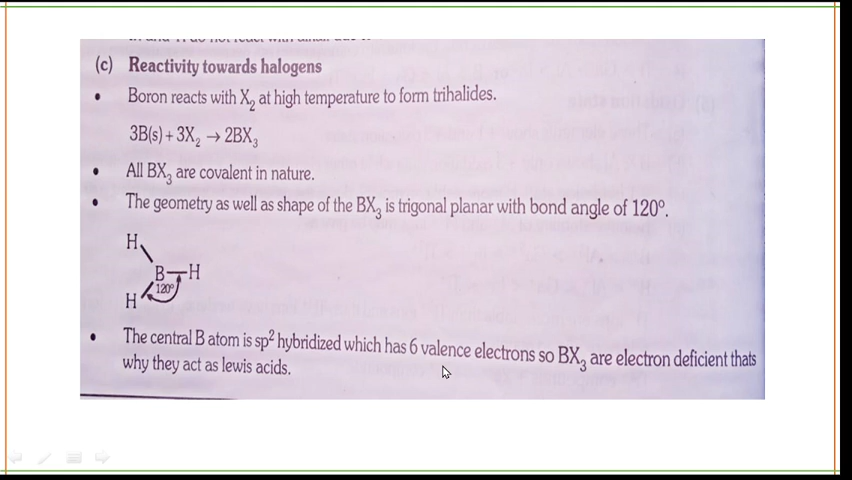 (c) Reactivity towards halogens
• Boron reacts with X₂ at high temperature to form trihalides.
3B(s) + 3X₂ → 2BX₃
• All BX₃ are covalent in nature.
• The geometry as well as shape of the BX₃ is trigonal planar with bond angle of 120°.
H
B—H
120°
H
• The central B atom is sp² hybridized which has 6 valence electrons so BX₃ are electron deficient thats
why they act as lewis acids.